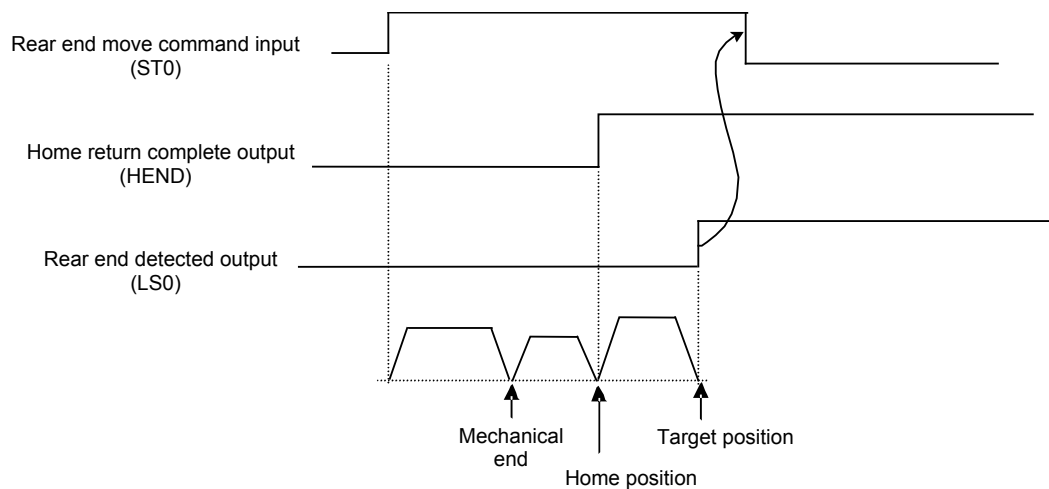 Rear end move command input
(ST0)
Home return complete output
(HEND)
Rear end detected output
(LS0)
Mechanical
end
Home position
Target position